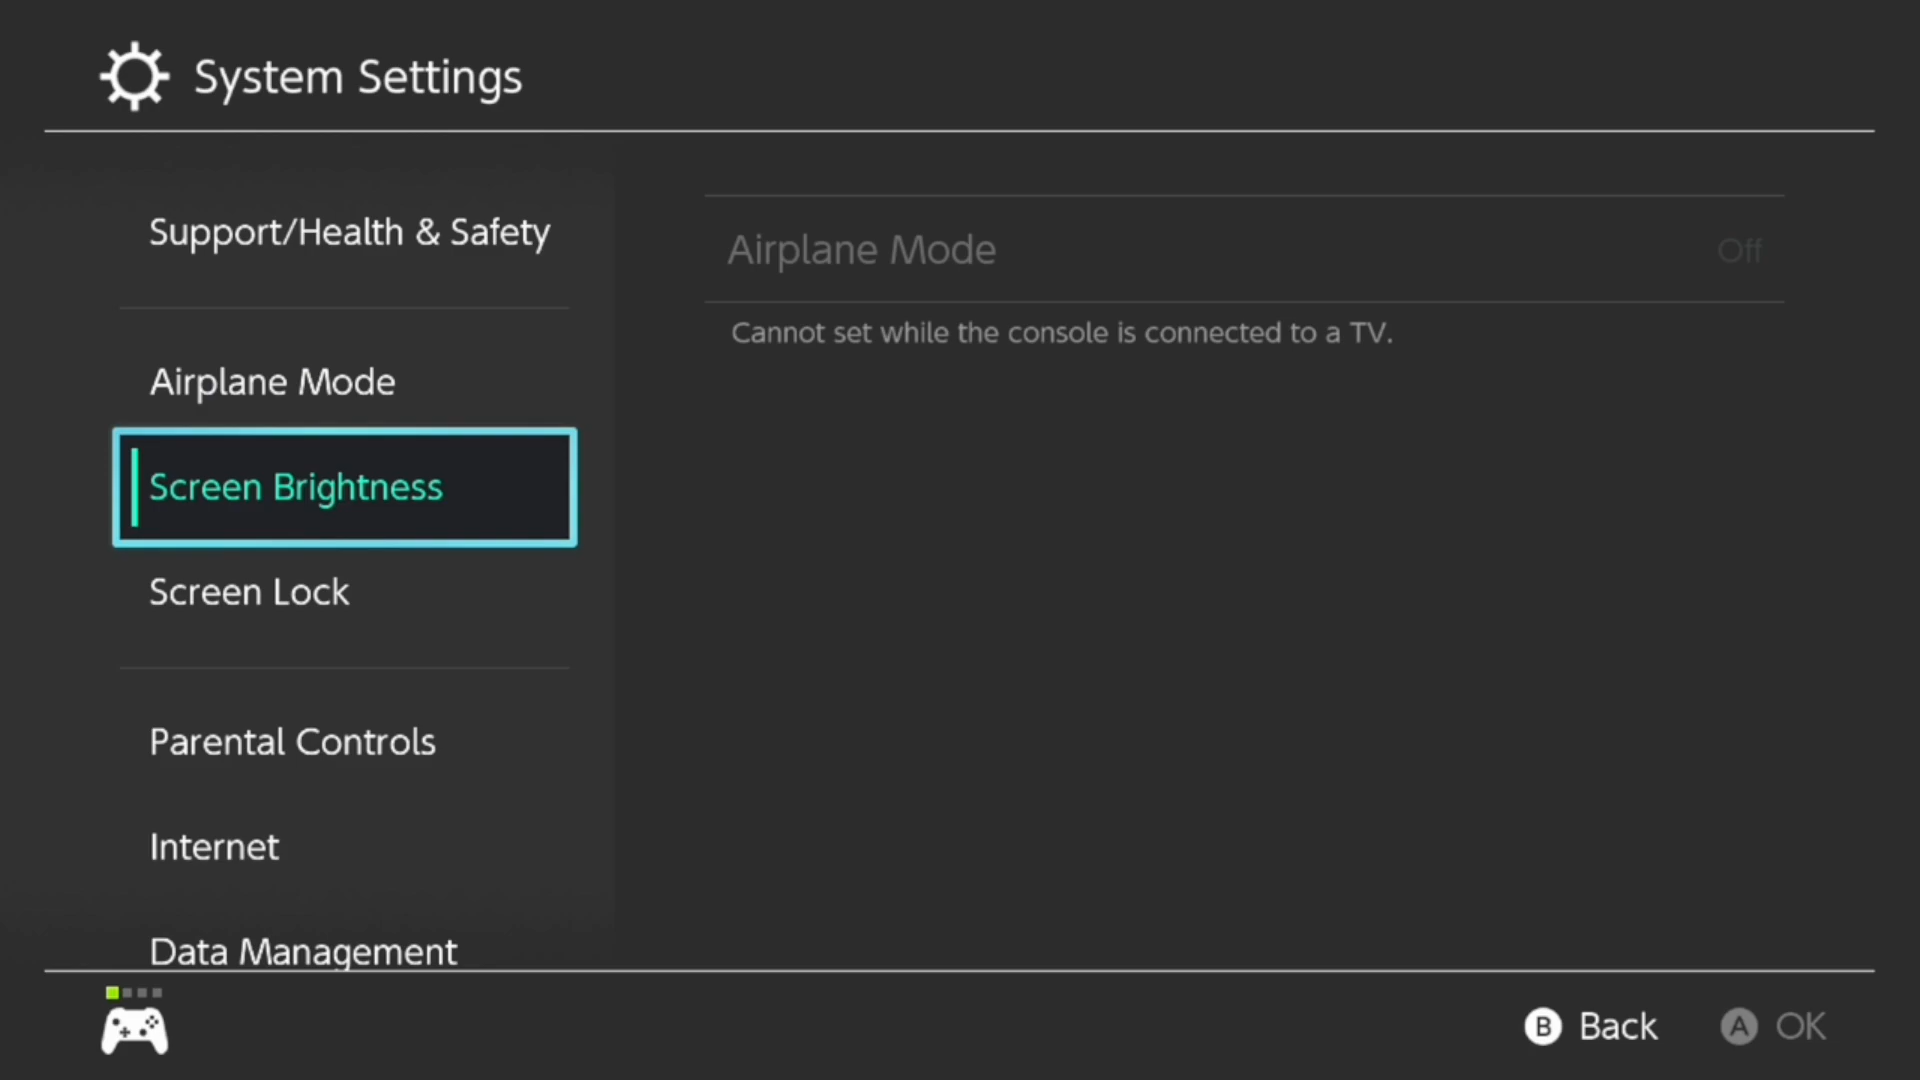 System Settings
Support/Health & Safety
Airplane Mode
Screen Brightness
Screen Lock
Parental Controls
Internet
Data Management
Airplane Mode Off
Cannot set while the console is connected to a TV.
B Back A OK